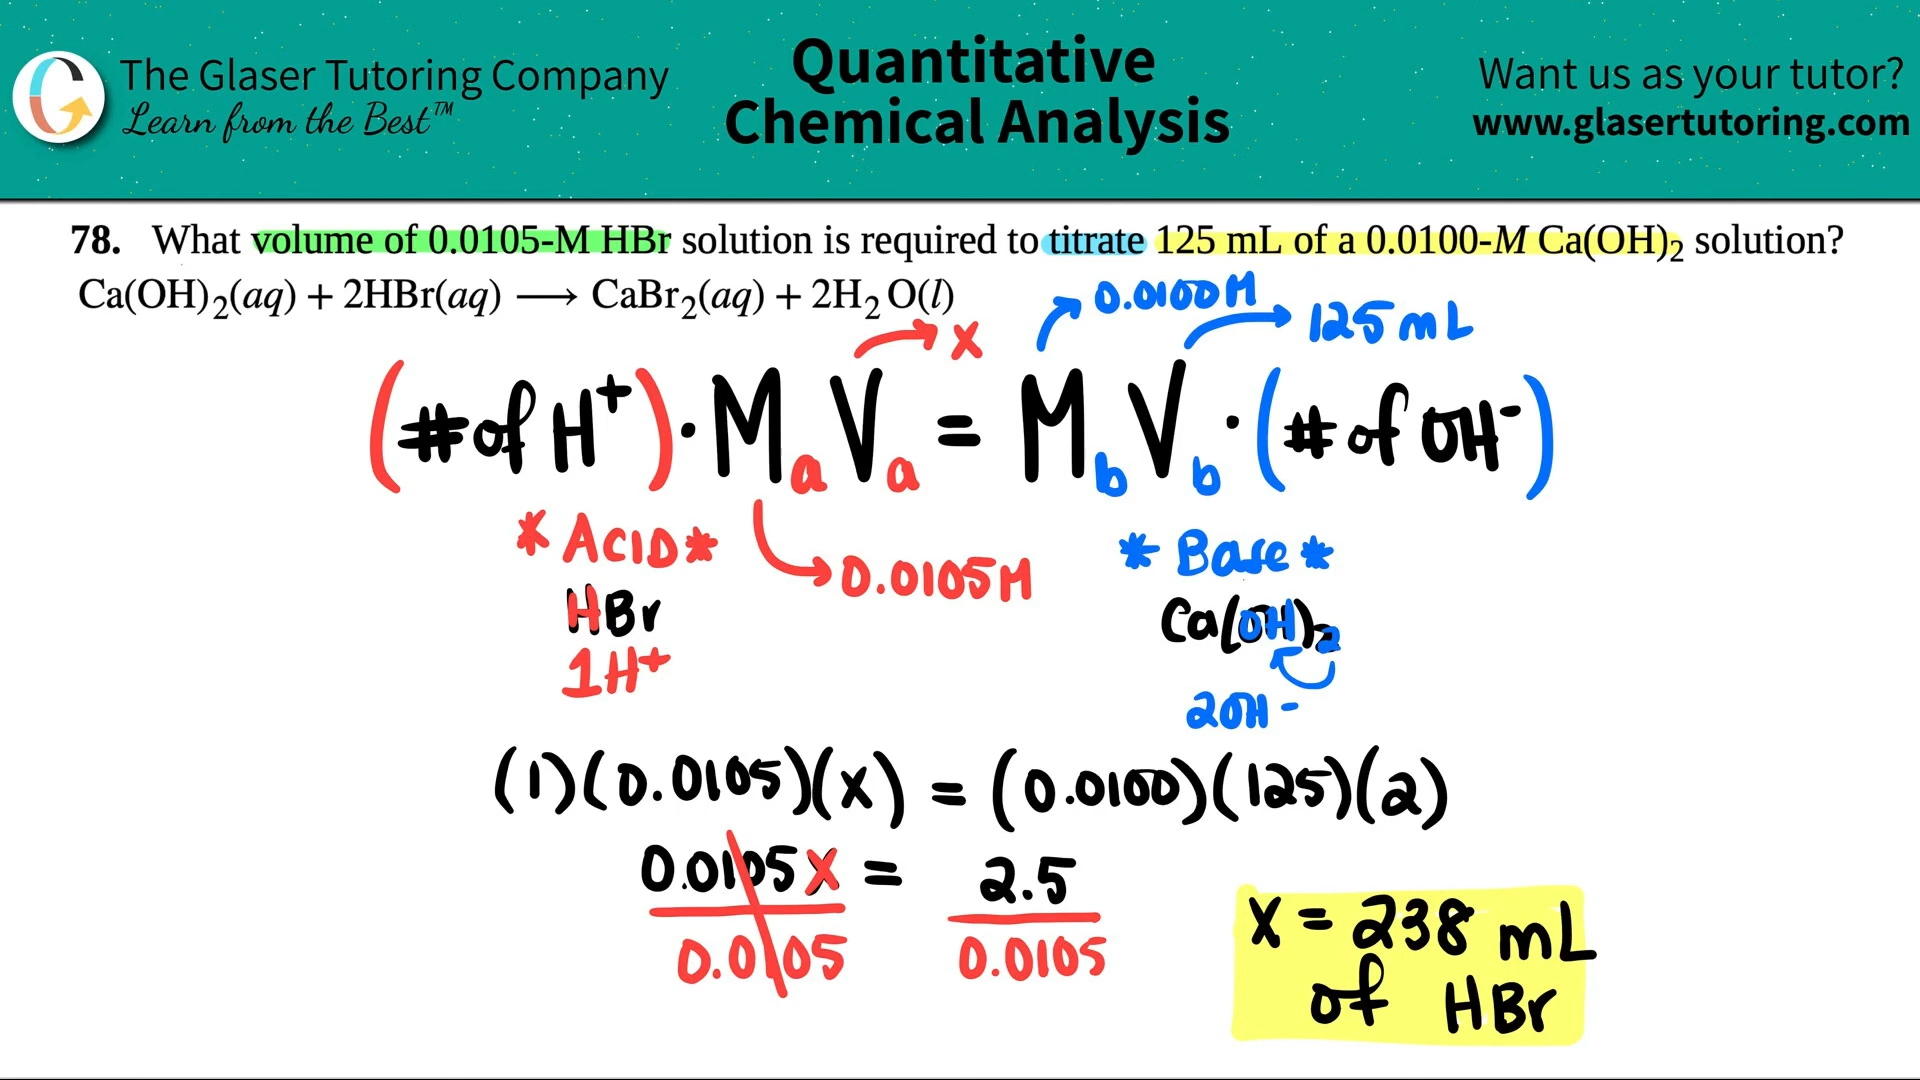 The Glaser Tutoring Company
Learn from the Best™
Quantitative
Chemical Analysis
Want us as your tutor?
www.glasertutoring.com
78. What volume of 0.0105-M HBr solution is required to titrate 125 mL of a 0.0100-M Ca(OH)₂ solution?
Ca(OH)₂(aq) + 2HBr(aq) ⟶ CaBr₂(aq) + 2H₂O(l)
0.0100M
125 mL
x
(# of H⁺) · MₐVₐ = M_bV_b · (# of OH⁻)
* ACID *
0.0105M
* Base *
HBr
Ca(OH)₂
1H⁺
2OH⁻
(1)(0.0105)(x) = (0.0100)(125)(2)
0.0105x = 2.5
0.0105 0.0105
x = 238 mL
of HBr